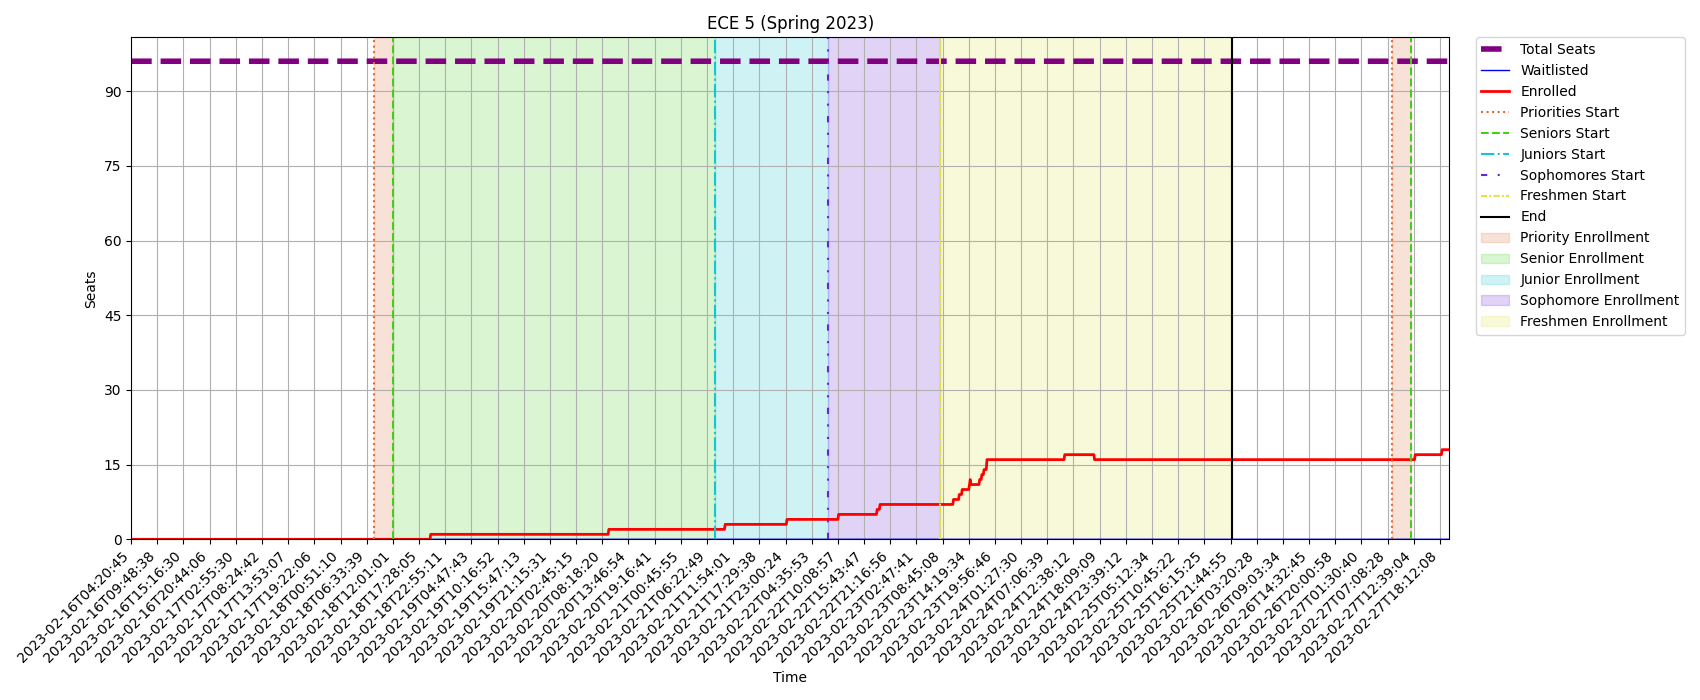 ECE 5 (Spring 2023)
Total Seats
Waitlisted
Enrolled
Priorities Start
Seniors Start
Juniors Start
Sophomores Start
Freshmen Start
End
Priority Enrollment
Senior Enrollment
Junior Enrollment
Sophomore Enrollment
Freshmen Enrollment
Seats
90
75
60
45
30
15
0
2023-02-16T04:20:45
2023-02-16T09:48:38
2023-02-16T15:16:30
2023-02-16T20:44:06
2023-02-17T02:55:30
2023-02-17T08:24:42
2023-02-17T13:53:07
2023-02-17T19:22:06
2023-02-18T00:51:10
2023-02-18T06:33:39
2023-02-18T12:01:01
2023-02-18T17:28:05
2023-02-18T22:55:11
2023-02-19T04:47:43
2023-02-19T10:16:52
2023-02-19T15:47:13
2023-02-19T21:15:31
2023-02-20T02:45:15
2023-02-20T08:18:20
2023-02-20T13:46:54
2023-02-20T19:16:41
2023-02-21T00:45:55
2023-02-21T06:22:49
2023-02-21T11:54:01
2023-02-21T17:29:38
2023-02-21T23:00:24
2023-02-22T04:35:53
2023-02-22T10:08:57
2023-02-22T15:43:47
2023-02-22T21:16:56
2023-02-23T02:47:41
2023-02-23T08:45:08
2023-02-23T14:19:34
2023-02-23T19:56:46
2023-02-24T01:27:30
2023-02-24T07:06:39
2023-02-24T12:38:12
2023-02-24T18:09:09
2023-02-24T23:39:12
2023-02-25T05:12:34
2023-02-25T10:45:22
2023-02-25T16:15:25
2023-02-25T21:44:55
2023-02-26T03:20:28
2023-02-26T09:03:34
2023-02-26T14:32:45
2023-02-26T20:00:58
2023-02-27T01:30:40
2023-02-27T07:08:28
2023-02-27T12:39:04
2023-02-27T18:12:08
Time